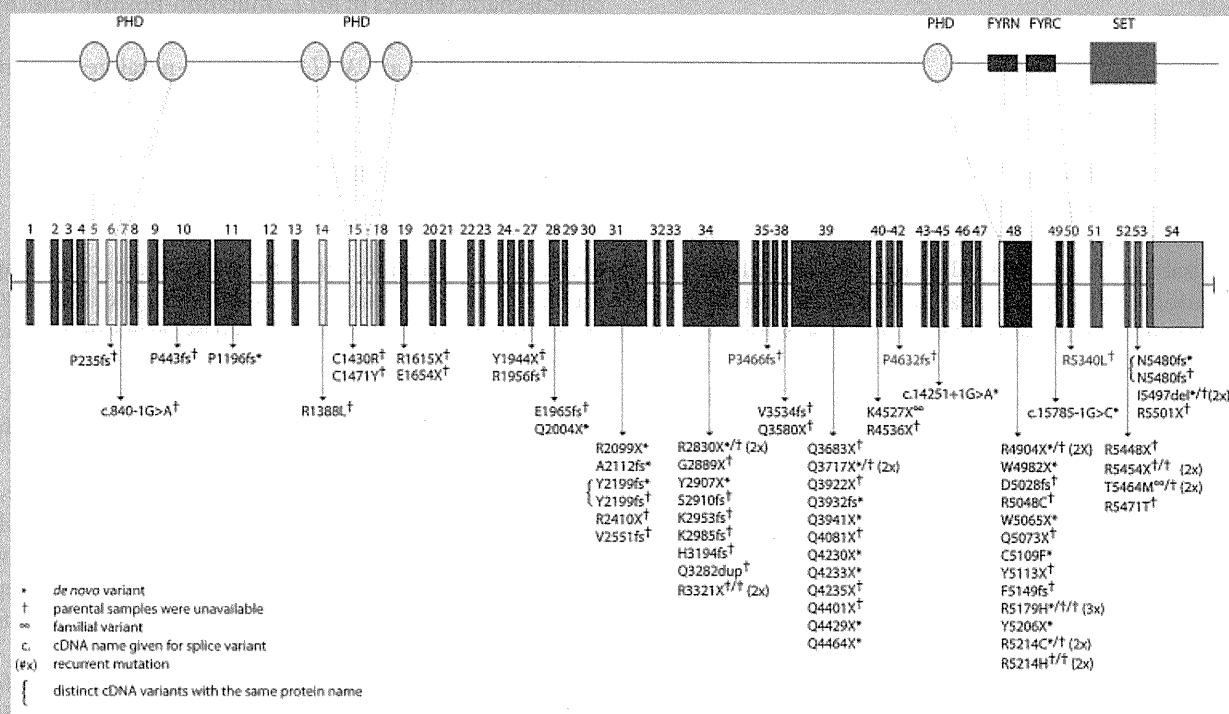 PHD PHD PHD FYRN FYRC SET
1 2 3 4 5 6 7 8 9 10 11 12 13 14 15 - 18 19 20 21 22 23 24 - 27 28 29 30 31 32 33 34 35-38 39 40-42 43-45 46 47 - 48 49 50 51 52 53 54
P235fs†
c.840-1G>A†
P443fs†
P1196fs*
R1388L†
C1430R†
C1471Y†
R1615X†
E1654X†
Y1944X†
R1956fs†
E1965fs†
Q2004X*
R2099X*
A2112fs*
{ Y2199fs*
Y2199fs†
R2410X†
V2551fs†
R2830X*/† (2x)
G2889X†
Y2907X*
S2910fs†
K2953fs†
K2985fs†
H3194fs†
Q3282dup†
R3321X†/† (2x)
P3466fs†
V3534fs†
Q3580X†
Q3683X†
Q3717X*/† (2x)
Q3922X†
Q3932fs*
Q3941X*
Q4081X†
Q4230X*
Q4233X*
Q4235X†
Q4401X†
Q4429X*
Q4464X*
K4527X∞
R4536X†
P4632fs†
c.14251+1G>A*
R4904X*/† (2X)
W4982X*
D5028fs†
R5048C†
W5065X*
Q5073X†
C5109F*
Y5113X†
F5149fs†
R5179H*/†/† (3x)
Y5206X*
R5214C*/† (2x)
R5214H†/† (2x)
c.15785-1G>C*
R5340L†
R5448X†
R5454X†/† (2x)
T5464M∞/† (2x)
R5471T†
{ N5480fs*
N5480fs†
I5497del*/†(2x)
R5501X†
* de novo variant
† parental samples were unavailable
∞ familial variant
c. cDNA name given for splice variant
(#x) recurrent mutation
{ distinct cDNA variants with the same protein name